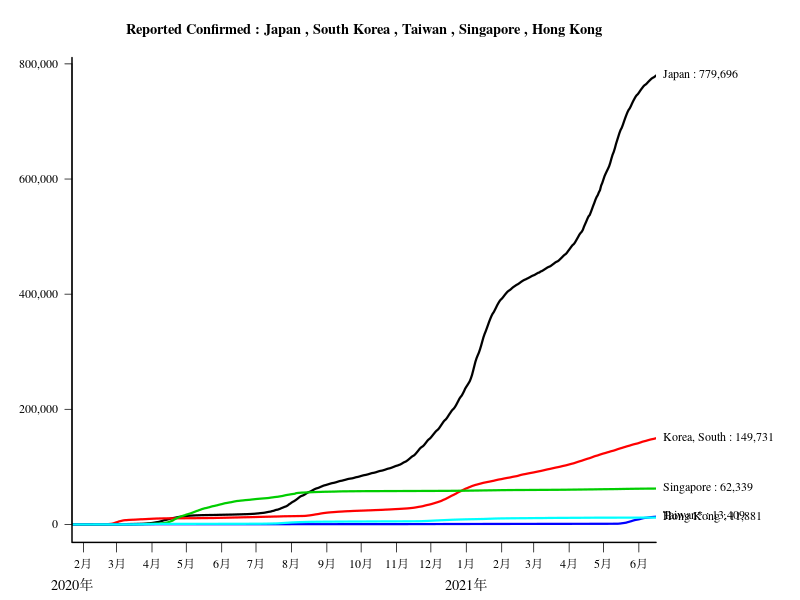 Reported Confirmed : Japan , South Korea , Taiwan , Singapore , Hong Kong
800,000
Japan : 779,696
600,000
400,000
200,000
Korea, South : 149,731
Singapore : 62,339
0
2月 3月 4月 5月 6月 7月 8月 9月 10月 11月 12月 1月 2月 3月 4月 5月 6月
2020年 2021年